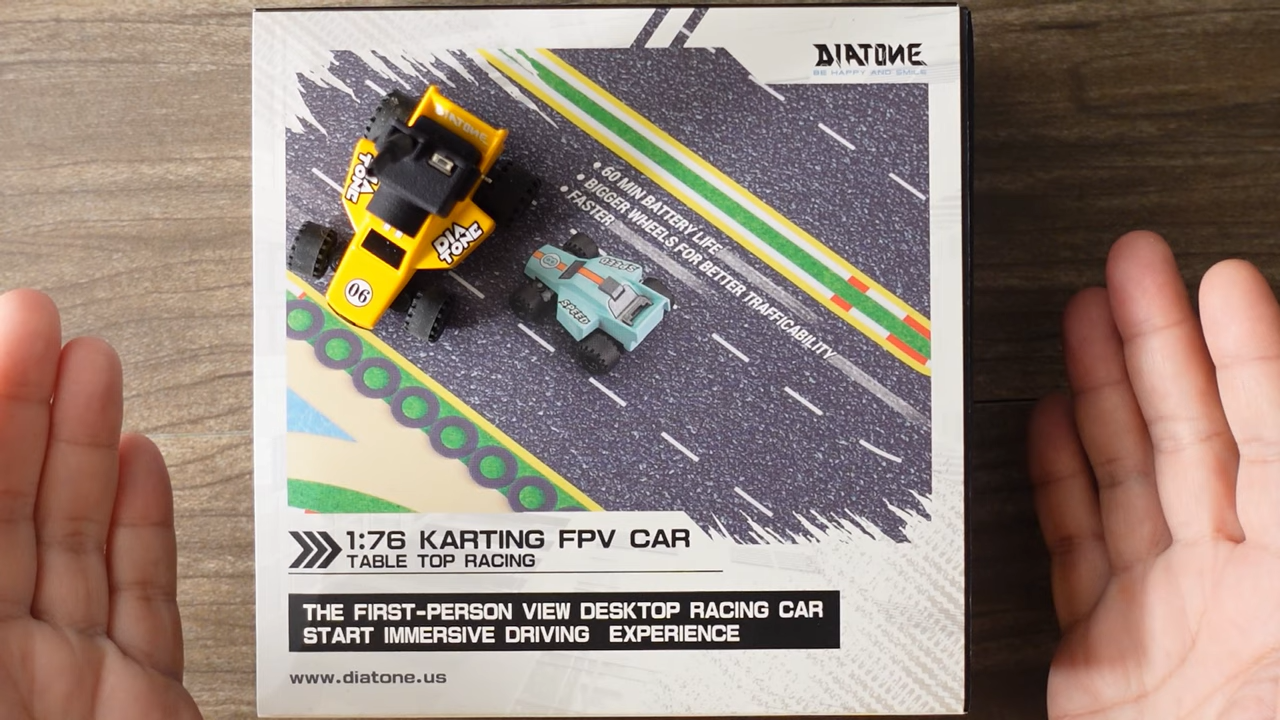 DIATONE
BE HAPPY AND SMILE
DIATONE
DIA
TONE
DIA
TONE
06
• 60 MIN BATTERY LIFE
• BIGGER WHEELS FOR BETTER TRAFFICABILITY
• FASTER
SPEED
1:76 KARTING FPV CAR
TABLE TOP RACING
THE FIRST-PERSON VIEW DESKTOP RACING CAR
START IMMERSIVE DRIVING EXPERIENCE
www.diatone.us